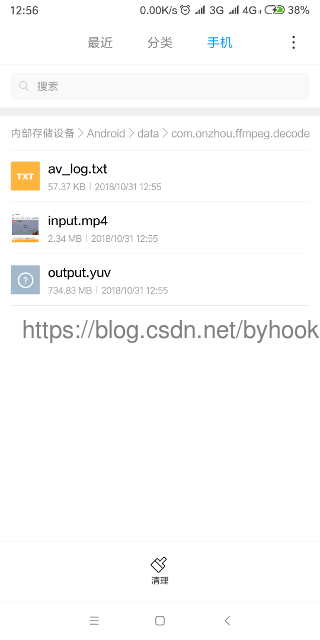 12:56 0.00K/s 3G 4G 38%
最近 分类 手机
搜索
内部存储设备 > Android > data > com.onzhou.ffmpeg.decode
TXT
av_log.txt
57.37 KB | 2018/10/31 12:55
input.mp4
2.34 MB | 2018/10/31 12:55
?
output.yuv
734.83 MB | 2018/10/31 12:55
https://blog.csdn.net/byhook
清理